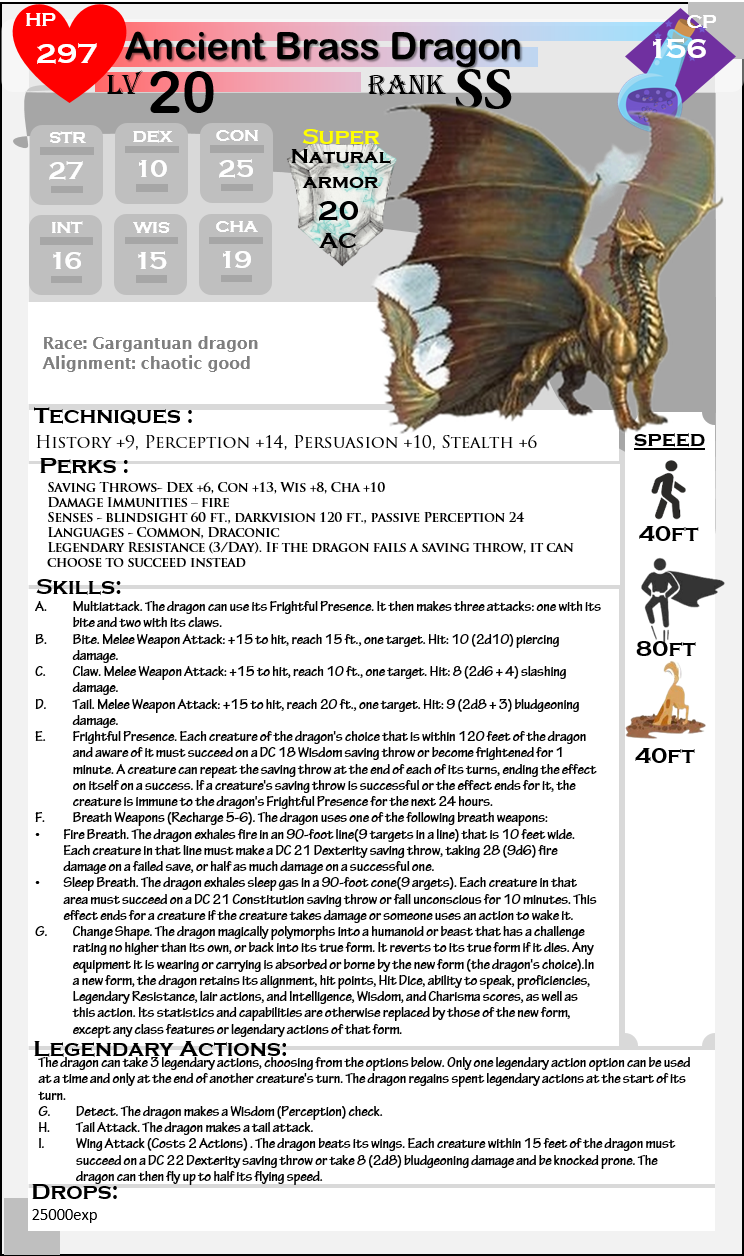 HP
297
Ancient Brass Dragon
CP
156
LV 20
RANK SS
STR
27
DEX
10
CON
25
INT
16
WIS
15
CHA
19
Super
Natural
armor
20
AC
Race: Gargantuan dragon
Alignment: chaotic good
Techniques :
History +9, Perception +14, Persuasion +10, Stealth +6
Perks :
Saving Throws- Dex +6, Con +13, Wis +8, Cha +10
Damage Immunities – fire
Senses - blindsight 60 ft., darkvision 120 ft., passive Perception 24
Languages - Common, Draconic
Legendary Resistance (3/Day). If the dragon fails a saving throw, it can
choose to succeed instead
SPEED
40FT
80FT
40FT
Skills:
A. Multiattack. The dragon can use its Frightful Presence. It then makes three attacks: one with its
bite and two with its claws.
B. Bite. Melee Weapon Attack: +15 to hit, reach 15 ft., one target. Hit: 10 (2d10) piercing
damage.
C. Claw. Melee Weapon Attack: +15 to hit, reach 10 ft., one target. Hit: 8 (2d6 + 4) slashing
damage.
D. Tail. Melee Weapon Attack: +15 to hit, reach 20 ft., one target. Hit: 9 (2d8 + 3) bludgeoning
damage.
E. Frightful Presence. Each creature of the dragon's choice that is within 120 feet of the dragon
and aware of it must succeed on a DC 18 Wisdom saving throw or become frightened for 1
minute. A creature can repeat the saving throw at the end of each of its turns, ending the effect
on itself on a success. If a creature's saving throw is successful or the effect ends for it, the
creature is immune to the dragon's Frightful Presence for the next 24 hours.
F. Breath Weapons (Recharge 5-6). The dragon uses one of the following breath weapons:
• Fire Breath. The dragon exhales fire in an 90-foot line(9 targets in a line) that is 10 feet wide.
Each creature in that line must make a DC 21 Dexterity saving throw, taking 28 (9d6) fire
damage on a failed save, or half as much damage on a successful one.
• Sleep Breath. The dragon exhales sleep gas in a 90-foot cone(9 argets). Each creature in that
area must succeed on a DC 21 Constitution saving throw or fall unconscious for 10 minutes. This
effect ends for a creature if the creature takes damage or someone uses an action to wake it.
G. Change Shape. The dragon magically polymorphs into a humanoid or beast that has a challenge
rating no higher than its own, or back into its true form. It reverts to its true form if it dies. Any
equipment it is wearing or carrying is absorbed or borne by the new form (the dragon's choice).In
a new form, the dragon retains its alignment, hit points, Hit Dice, ability to speak, proficiencies,
Legendary Resistance, lair actions, and Intelligence, Wisdom, and Charisma scores, as well as
this action. Its statistics and capabilities are otherwise replaced by those of the new form,
except any class features or legendary actions of that form.
Legendary Actions:
The dragon can take 3 legendary actions, choosing from the options below. Only one legendary action option can be used
at a time and only at the end of another creature's turn. The dragon regains spent legendary actions at the start of its
turn.
G. Detect. The dragon makes a Wisdom (Perception) check.
H. Tail Attack. The dragon makes a tail attack.
I. Wing Attack (Costs 2 Actions) . The dragon beats its wings. Each creature within 15 feet of the dragon must
succeed on a DC 22 Dexterity saving throw or take 8 (2d8) bludgeoning damage and be knocked prone. The
dragon can then fly up to half its flying speed.
Drops:
25000exp